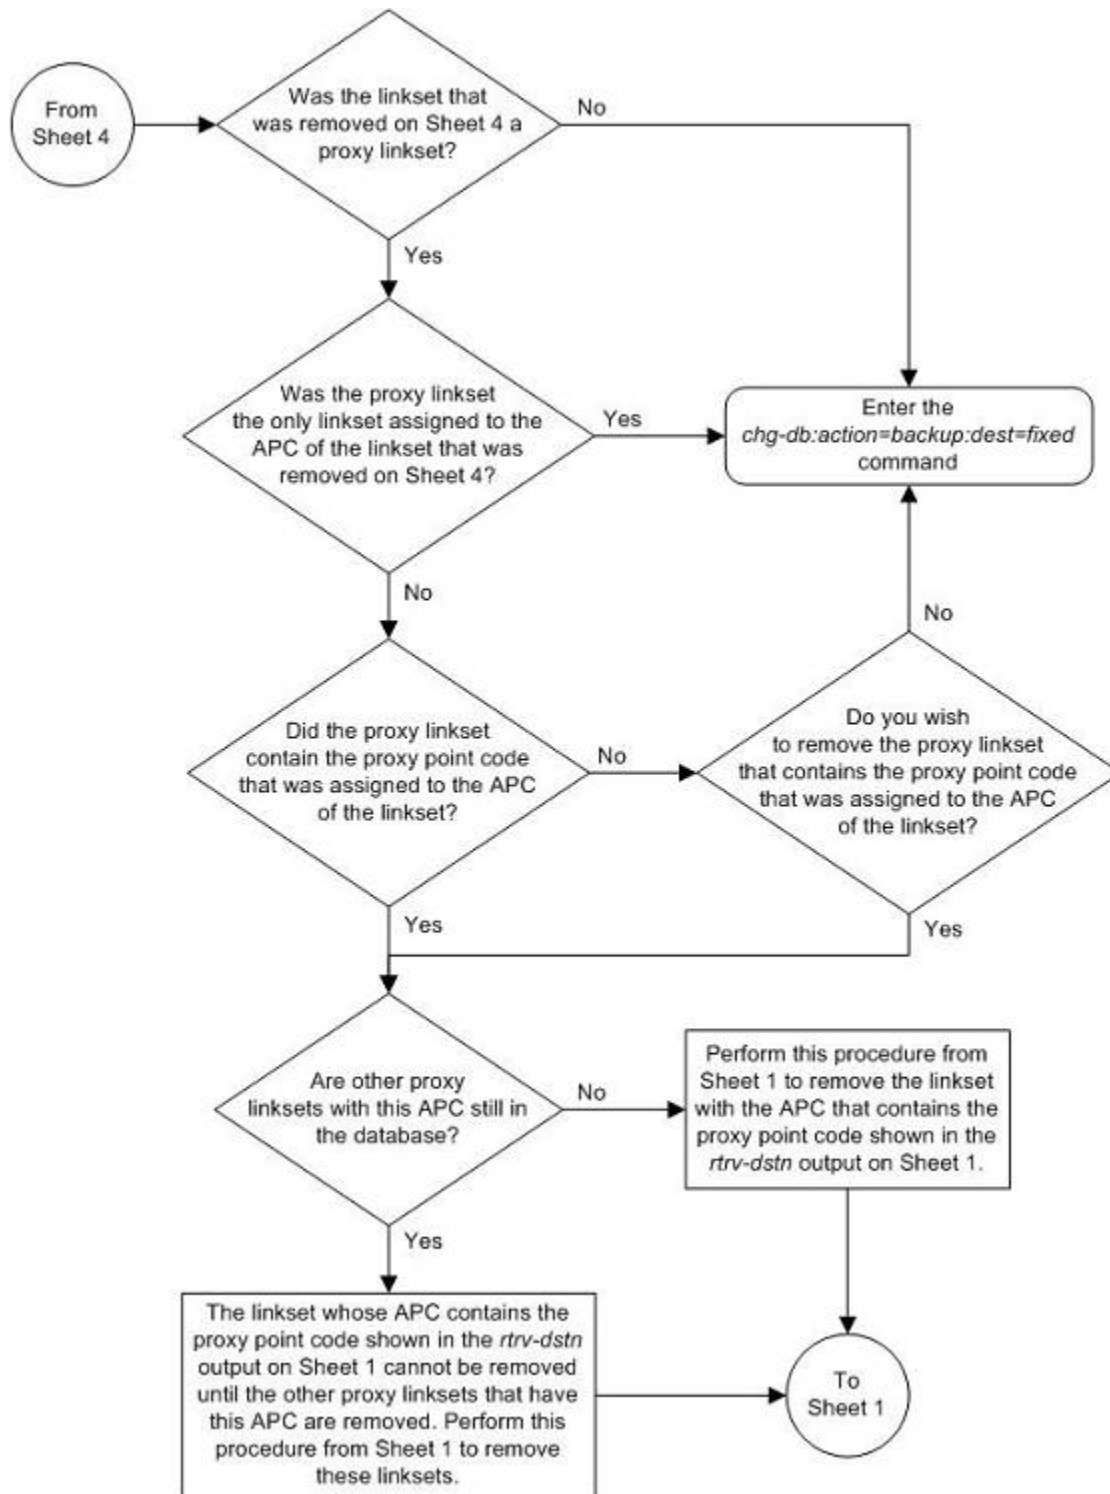 From
Sheet 4
Was the linkset that
was removed on Sheet 4 a
proxy linkset?
No
Yes
Was the proxy linkset
the only linkset assigned to the
APC of the linkset that was
removed on Sheet 4?
Yes
Enter the
chg-db:action=backup:dest=fixed
command
No
No
Did the proxy linkset
contain the proxy point code
that was assigned to the APC
of the linkset?
No
Do you wish
to remove the proxy linkset
that contains the proxy point code
that was assigned to the APC
of the linkset?
Yes
Yes
Are other proxy
linksets with this APC still in
the database?
No
Perform this procedure from
Sheet 1 to remove the linkset
with the APC that contains the
proxy point code shown in the
rtrv-dstn output on Sheet 1.
Yes
The linkset whose APC contains the
proxy point code shown in the rtrv-dstn
output on Sheet 1 cannot be removed
until the other proxy linksets that have
this APC are removed. Perform this
procedure from Sheet 1 to remove
these linksets.
To
Sheet 1